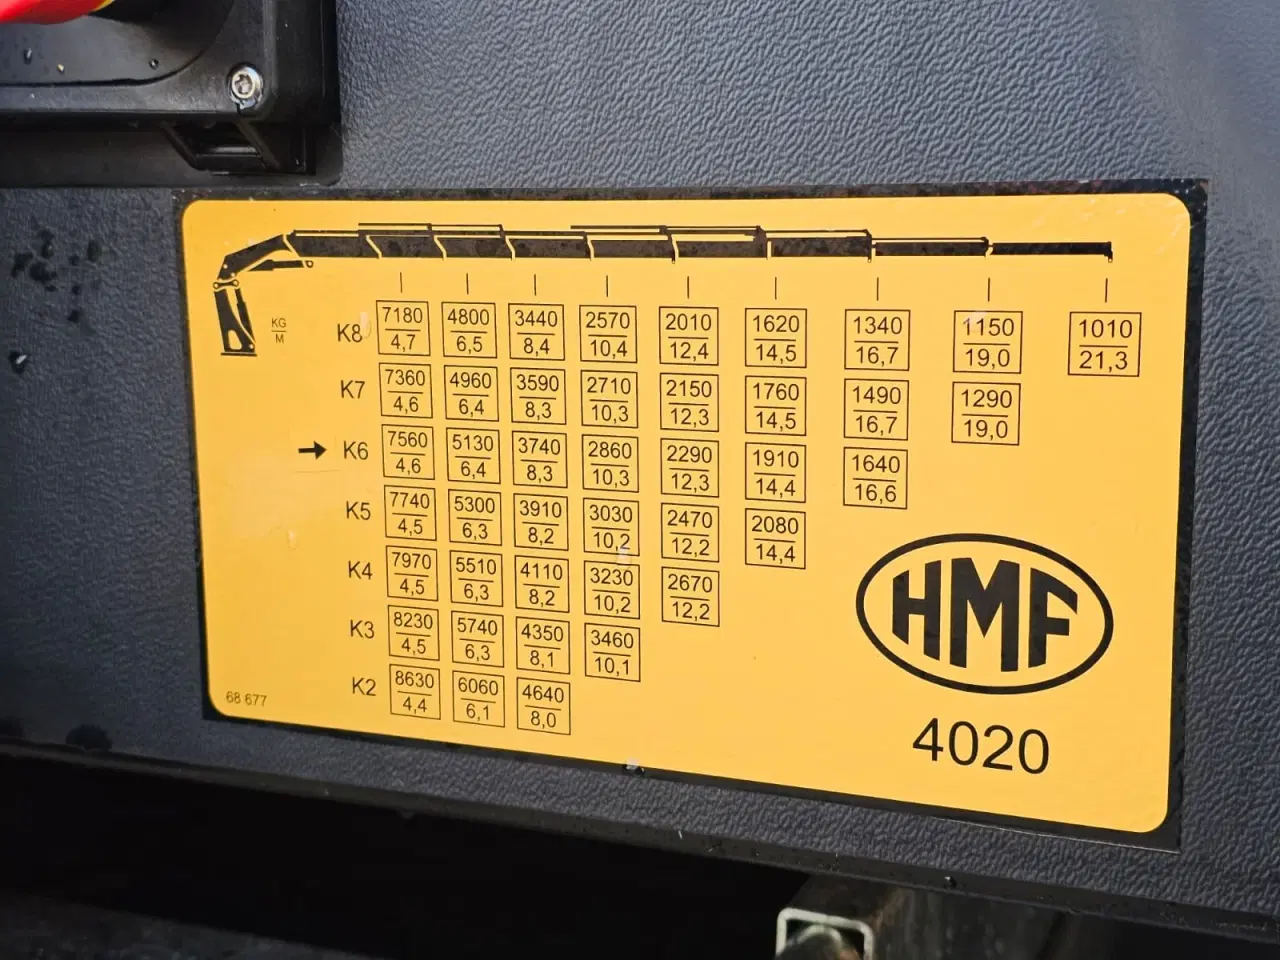 KG
M
K8 7180 4800 3440 2570 2010 1620 1340 1150 1010
4,7 6,5 8,4 10,4 12,4 14,5 16,7 19,0 21,3
K7 7360 4960 3590 2710 2150 1760 1490 1290
4,6 6,4 8,3 10,3 12,3 14,5 16,7 19,0
K6 7560 5130 3740 2860 2290 1910 1640
4,6 6,4 8,3 10,3 12,3 14,4 16,6
K5 7740 5300 3910 3030 2470 2080
4,5 6,3 8,2 10,2 12,2 14,4
K4 7970 5510 4110 3230 2670
4,5 6,3 8,2 10,2 12,2
K3 8230 5740 4350 3460
4,5 6,3 8,1 10,1
K2 8630 6060 4640
4,4 6,1 8,0
68 677
HMF
4020